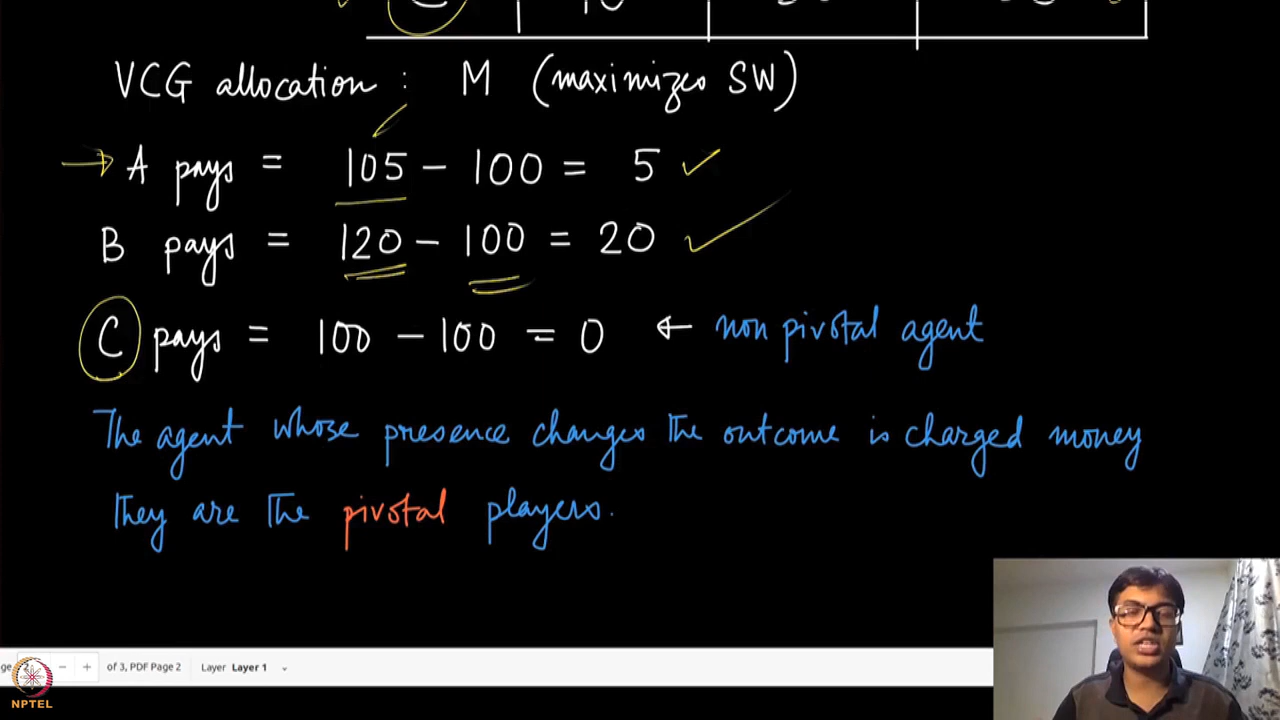 VCG allocation : M (maximizes SW)
A pays = 105 - 100 = 5
B pays = 120 - 100 = 20
C pays = 100 - 100 = 0 ← non pivotal agent
The agent whose presence changes the outcome is charged money
they are the pivotal players.
of 3, PDF Page 2 Layer Layer 1
NPTEL